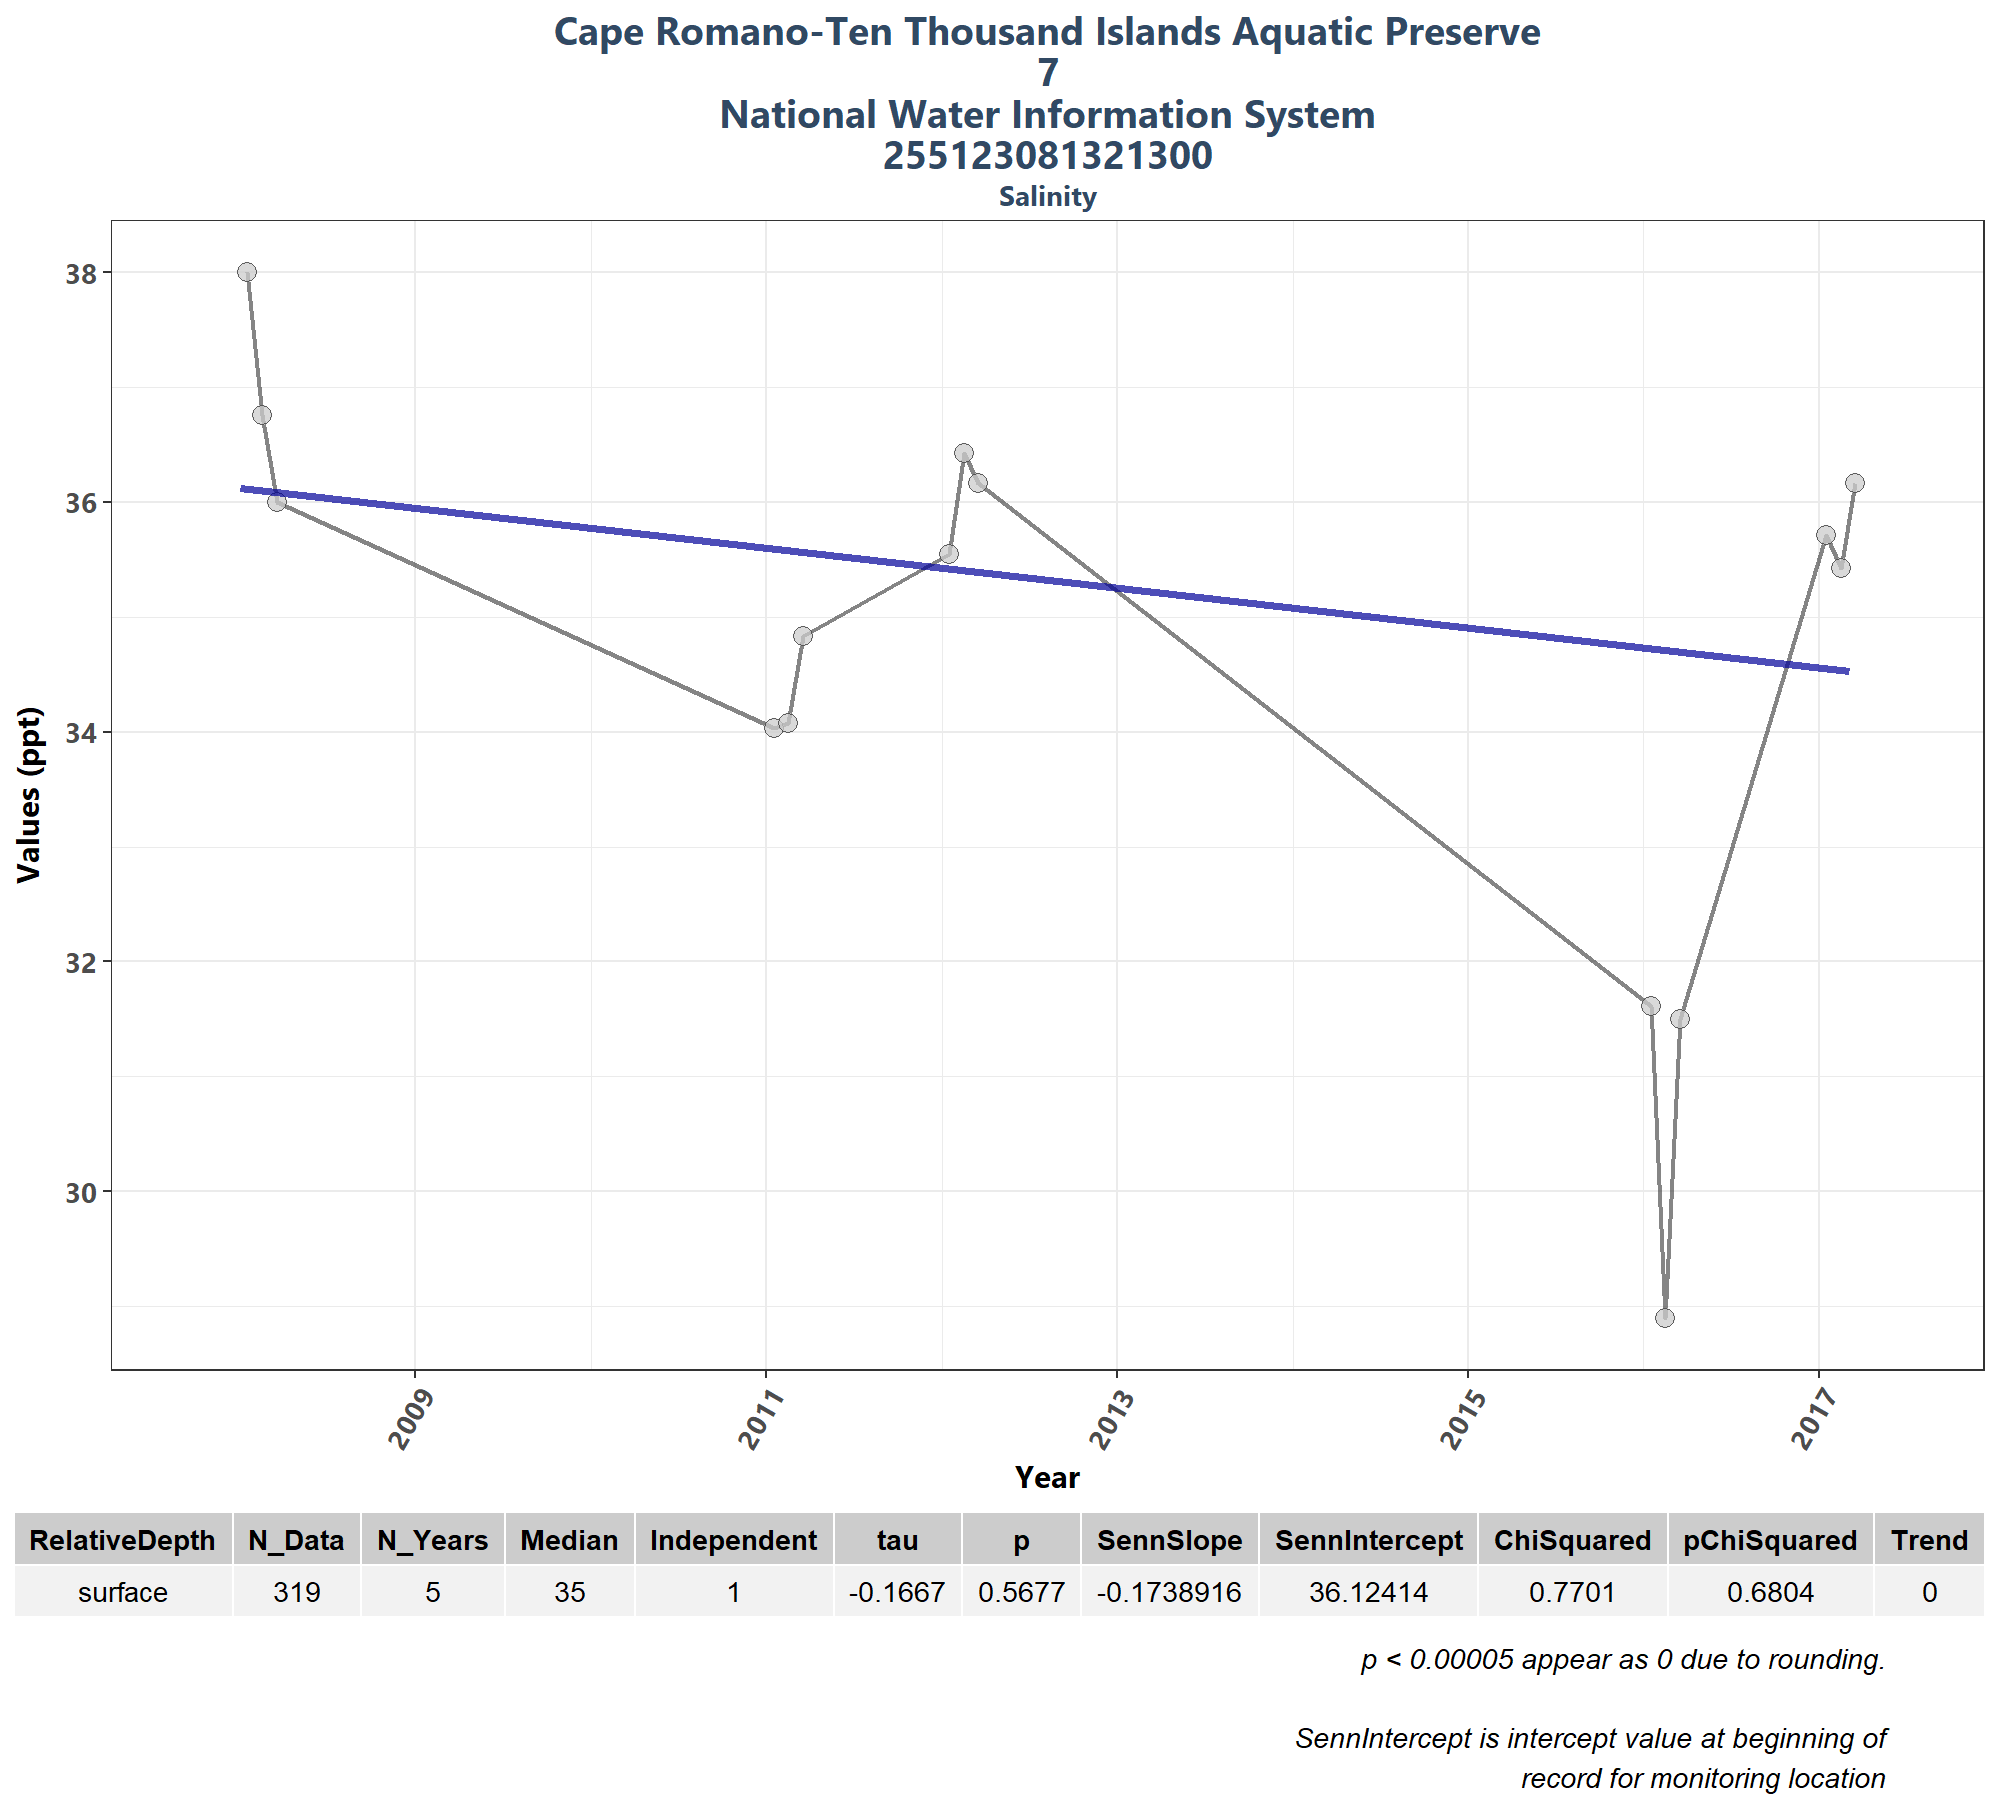 Cape Romano-Ten Thousand Islands Aquatic Preserve
7
National Water Information System
255123081321300
Salinity
38
36
34
32
30
Values (ppt)
2009
2011
2013
2015
2017
Year
RelativeDepth N_Data N_Years Median Independent tau p SennSlope SennIntercept ChiSquared pChiSquared Trend
surface 319 5 35 1 -0.1667 0.5677 -0.1738916 36.12414 0.7701 0.6804 0
p < 0.00005 appear as 0 due to rounding.
SennIntercept is intercept value at beginning of
record for monitoring location